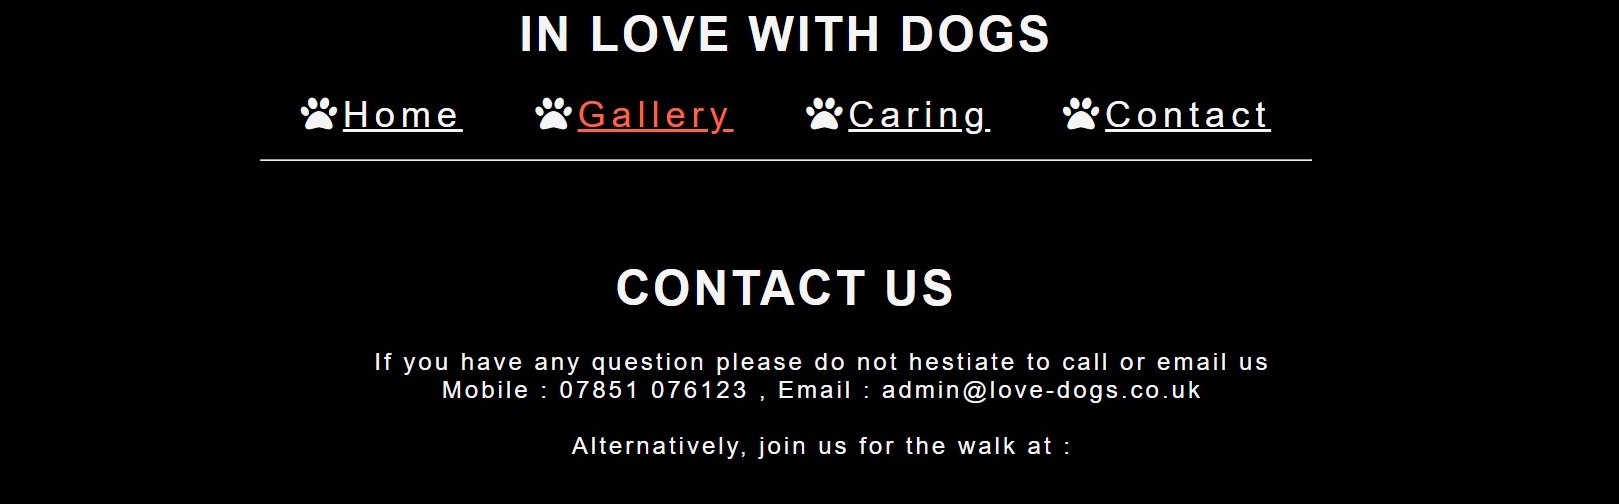 IN LOVE WITH DOGS
Home Gallery Caring Contact
CONTACT US
If you have any question please do not hestiate to call or email us
Mobile : 07851 076123 , Email : admin@love-dogs.co.uk
Alternatively, join us for the walk at :